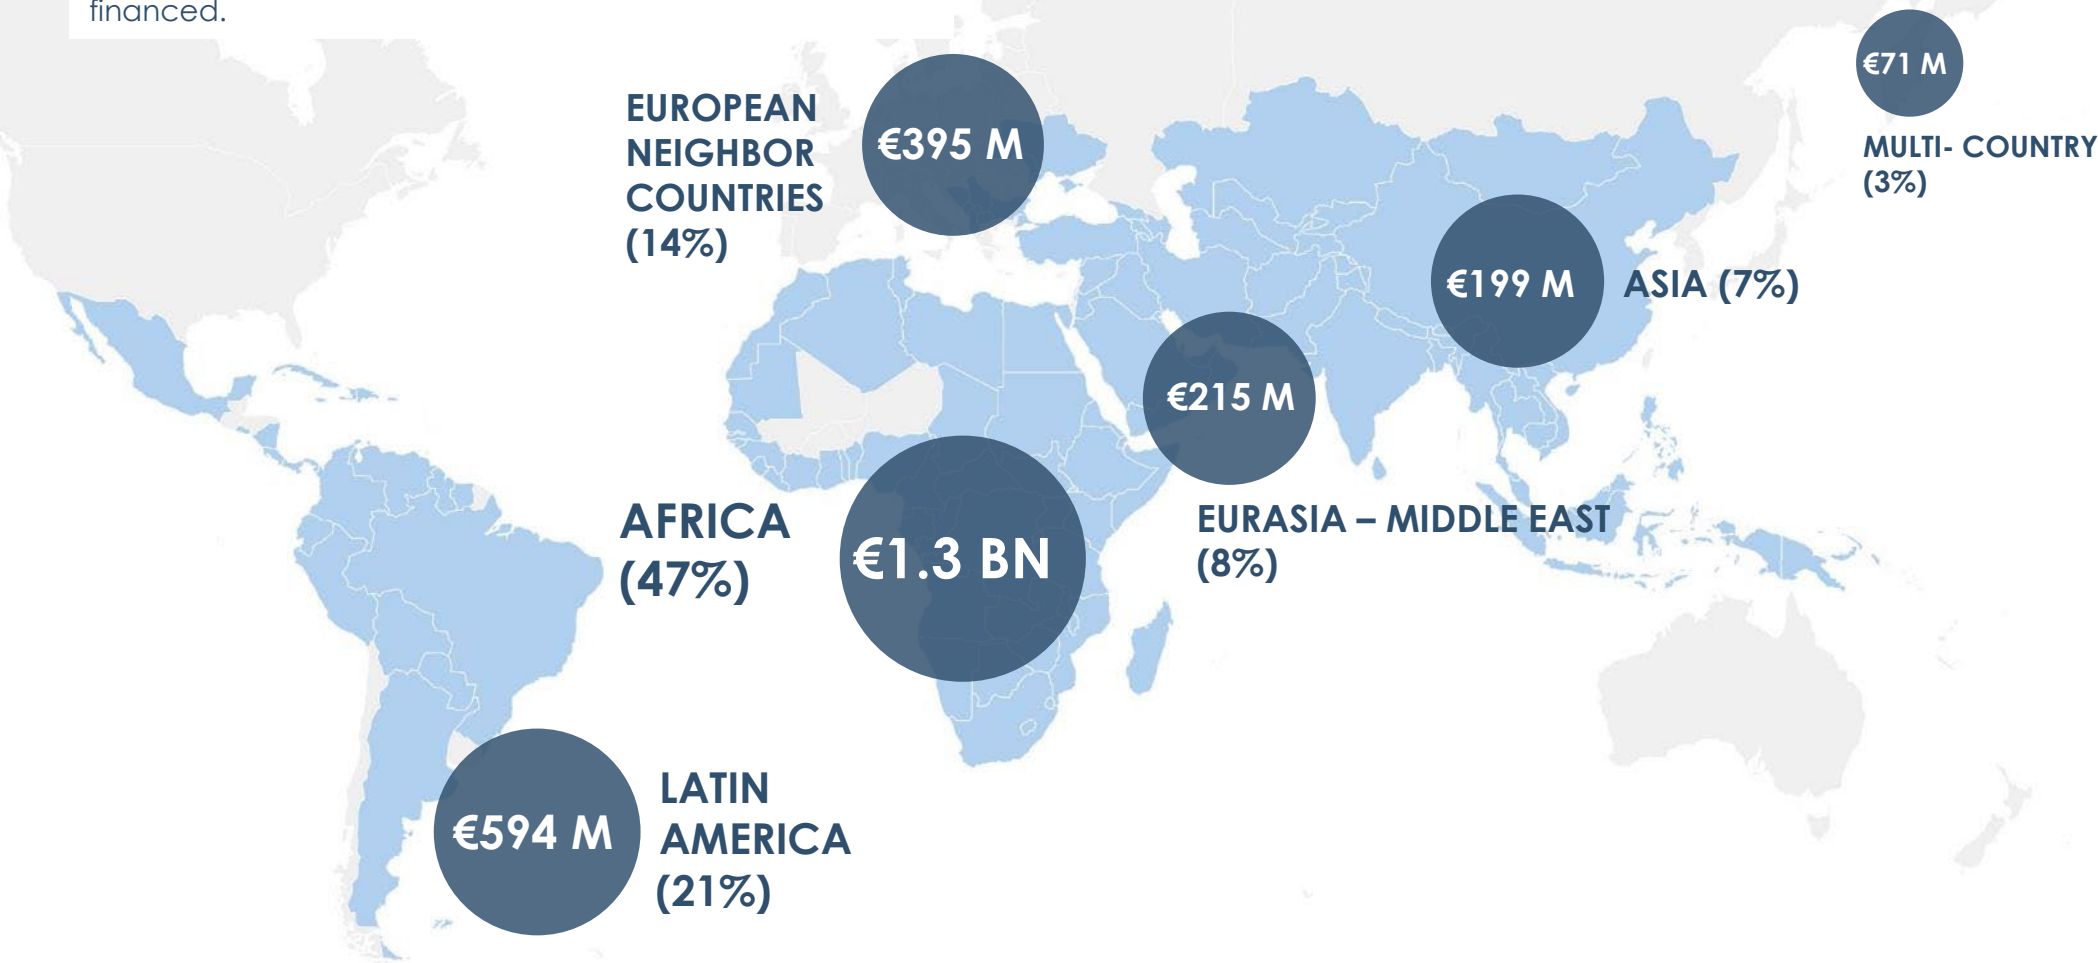 financed.
€71 M
MULTI- COUNTRY
(3%)
EUROPEAN
NEIGHBOR
COUNTRIES
(14%)
€395 M
€199 M
ASIA (7%)
€215 M
EURASIA – MIDDLE EAST
(8%)
AFRICA
(47%)
€1.3 BN
€594 M
LATIN
AMERICA
(21%)